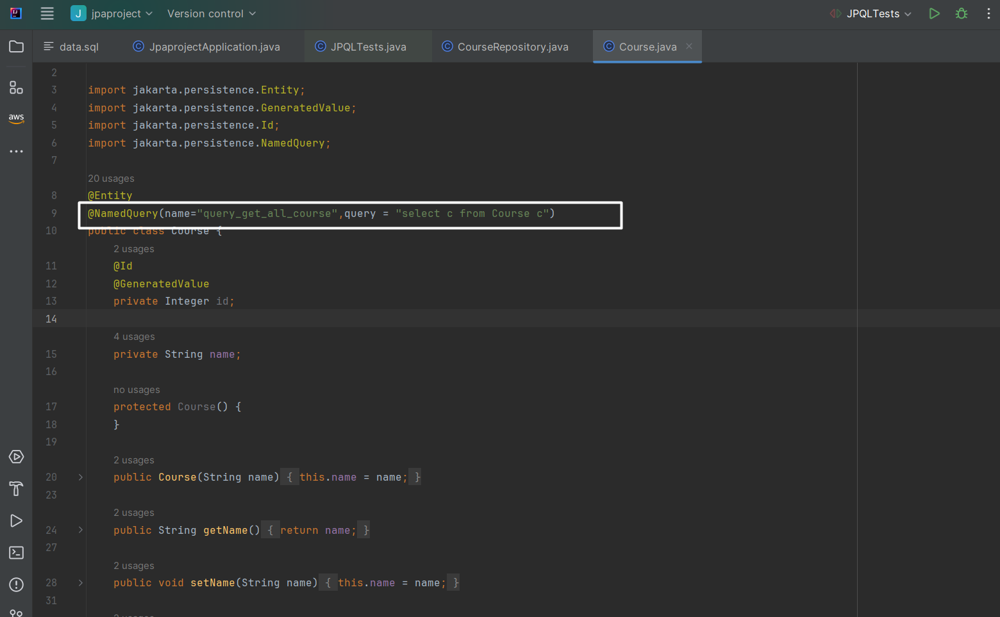 J jpaproject Version control JPQLTests
data.sql JpaprojectApplication.java JPQLTests.java CourseRepository.java Course.java
aws
2
3 import jakarta.persistence.Entity;
4 import jakarta.persistence.GeneratedValue;
5 import jakarta.persistence.Id;
6 import jakarta.persistence.NamedQuery;
7
20 usages
8 @Entity
9 @NamedQuery(name="query_get_all_course",query = "select c from Course c")
10 public class Course {
2 usages
11 @Id
12 @GeneratedValue
13 private Integer id;
14
4 usages
15 private String name;
16
no usages
17 protected Course() {
18 }
19
2 usages
20 public Course(String name) { this.name = name; }
23
2 usages
24 public String getName() { return name; }
27
2 usages
28 public void setName(String name) { this.name = name; }
31